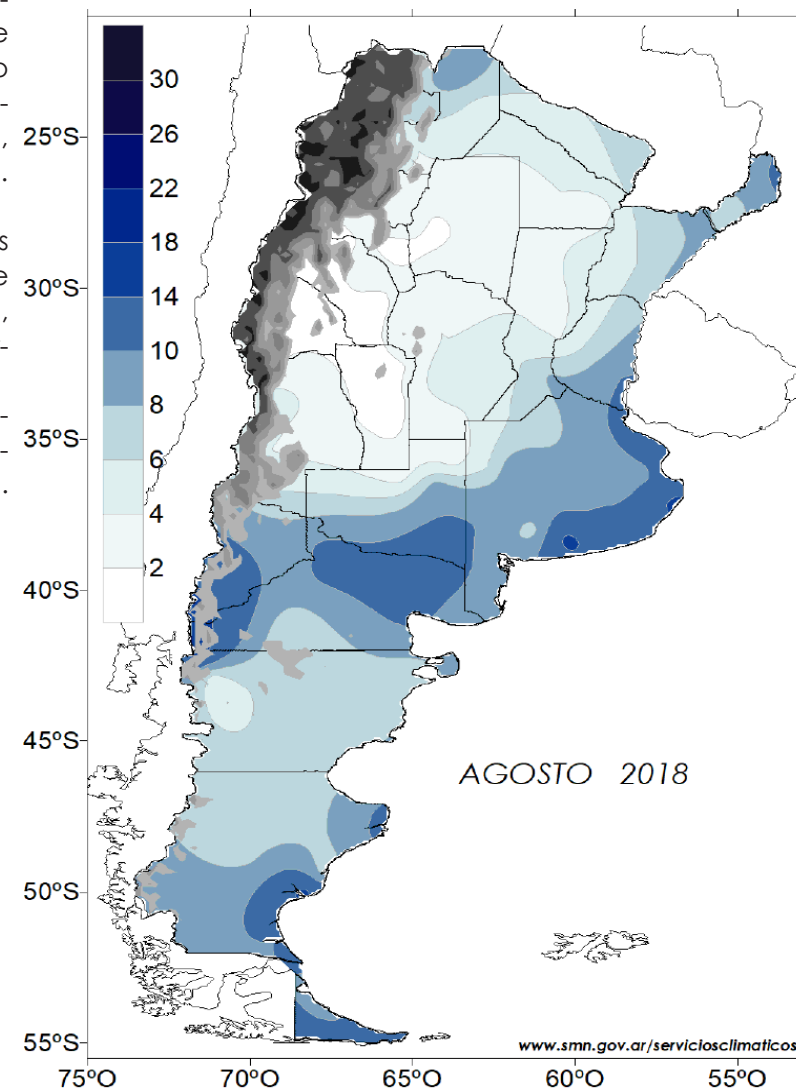 e
o
-
,
.
s
e
,
-
-
-
.
30
26
22
18
14
10
8
6
4
2
25ºS
30ºS
35ºS
40ºS
45ºS
50ºS
55ºS
AGOSTO 2018
www.smn.gov.ar/serviciosclimaticos
75ºO 70ºO 65ºO 60ºO 55ºO